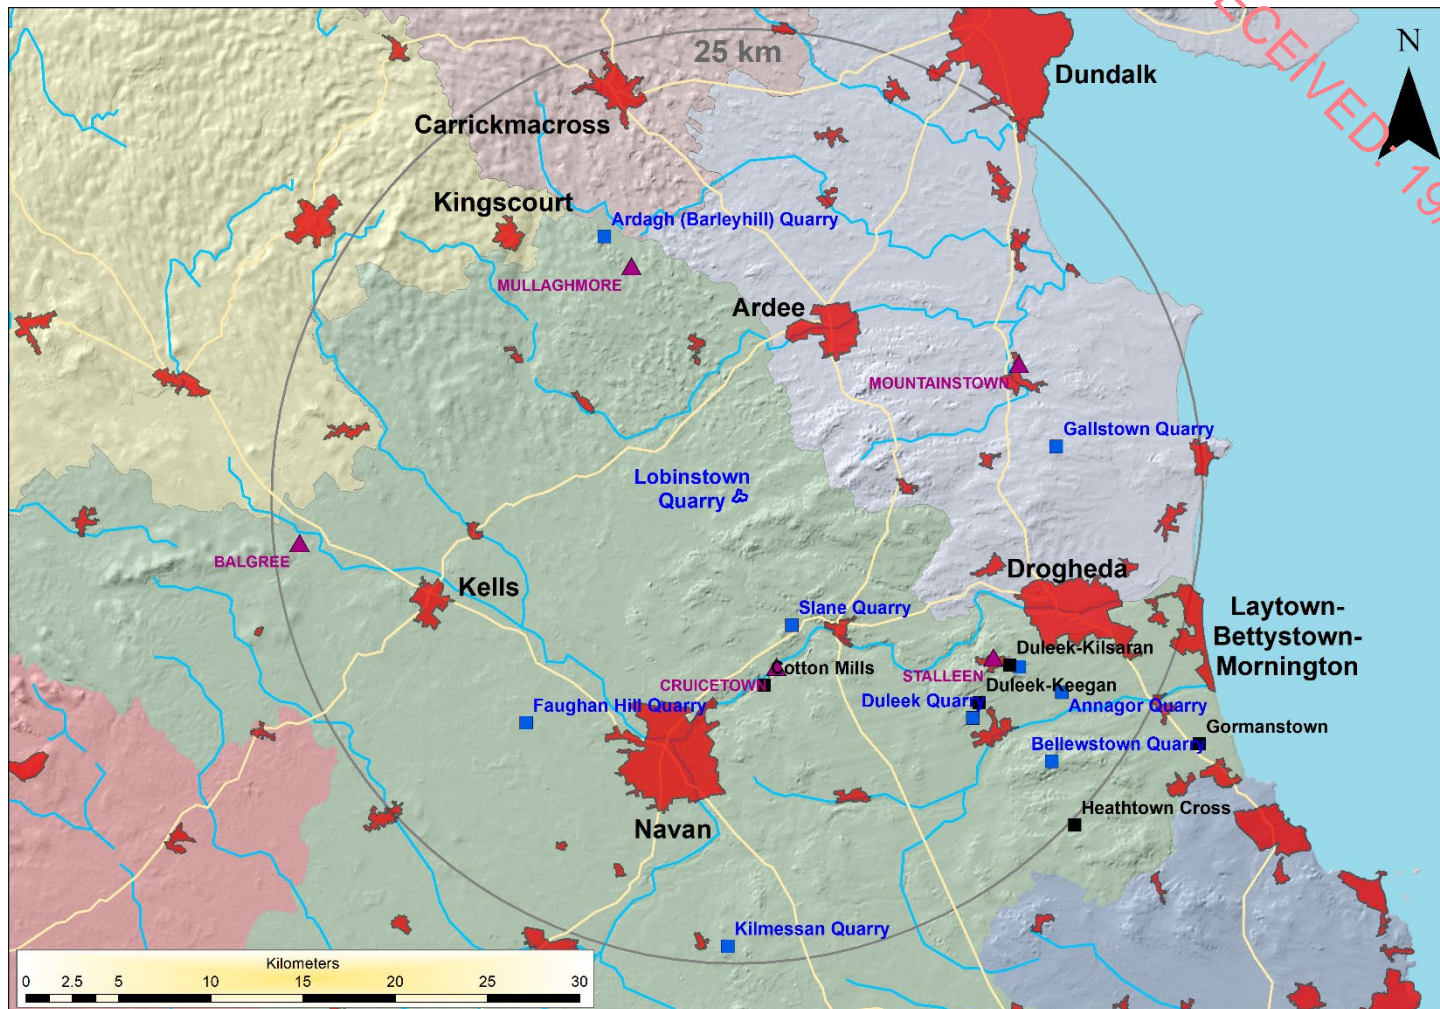 25 km
N
Dundalk
ECEIVED: 19/
Carrickmacross
Kingscourt
Ardagh (Barleyhill) Quarry
MULLAGHMORE
Ardee
MOUNTAINSTOWN
Gallstown Quarry
Lobinstown
Quarry
BALGREE
Kells
Drogheda
Slane Quarry
Laytown-
Bettystown-
Mornington
Duleek-Kilsaran
Cotton Mills
STALLEEN
CRUICETOWN
Duleek-Keegan
Faughan Hill Quarry
Duleek Quarry
Annagor Quarry
Gormanstown
Bellewstown Quarry
Heathtown Cross
Navan
Kilmessan Quarry
Kilometers
0 2.5 5 10 15 20 25 30